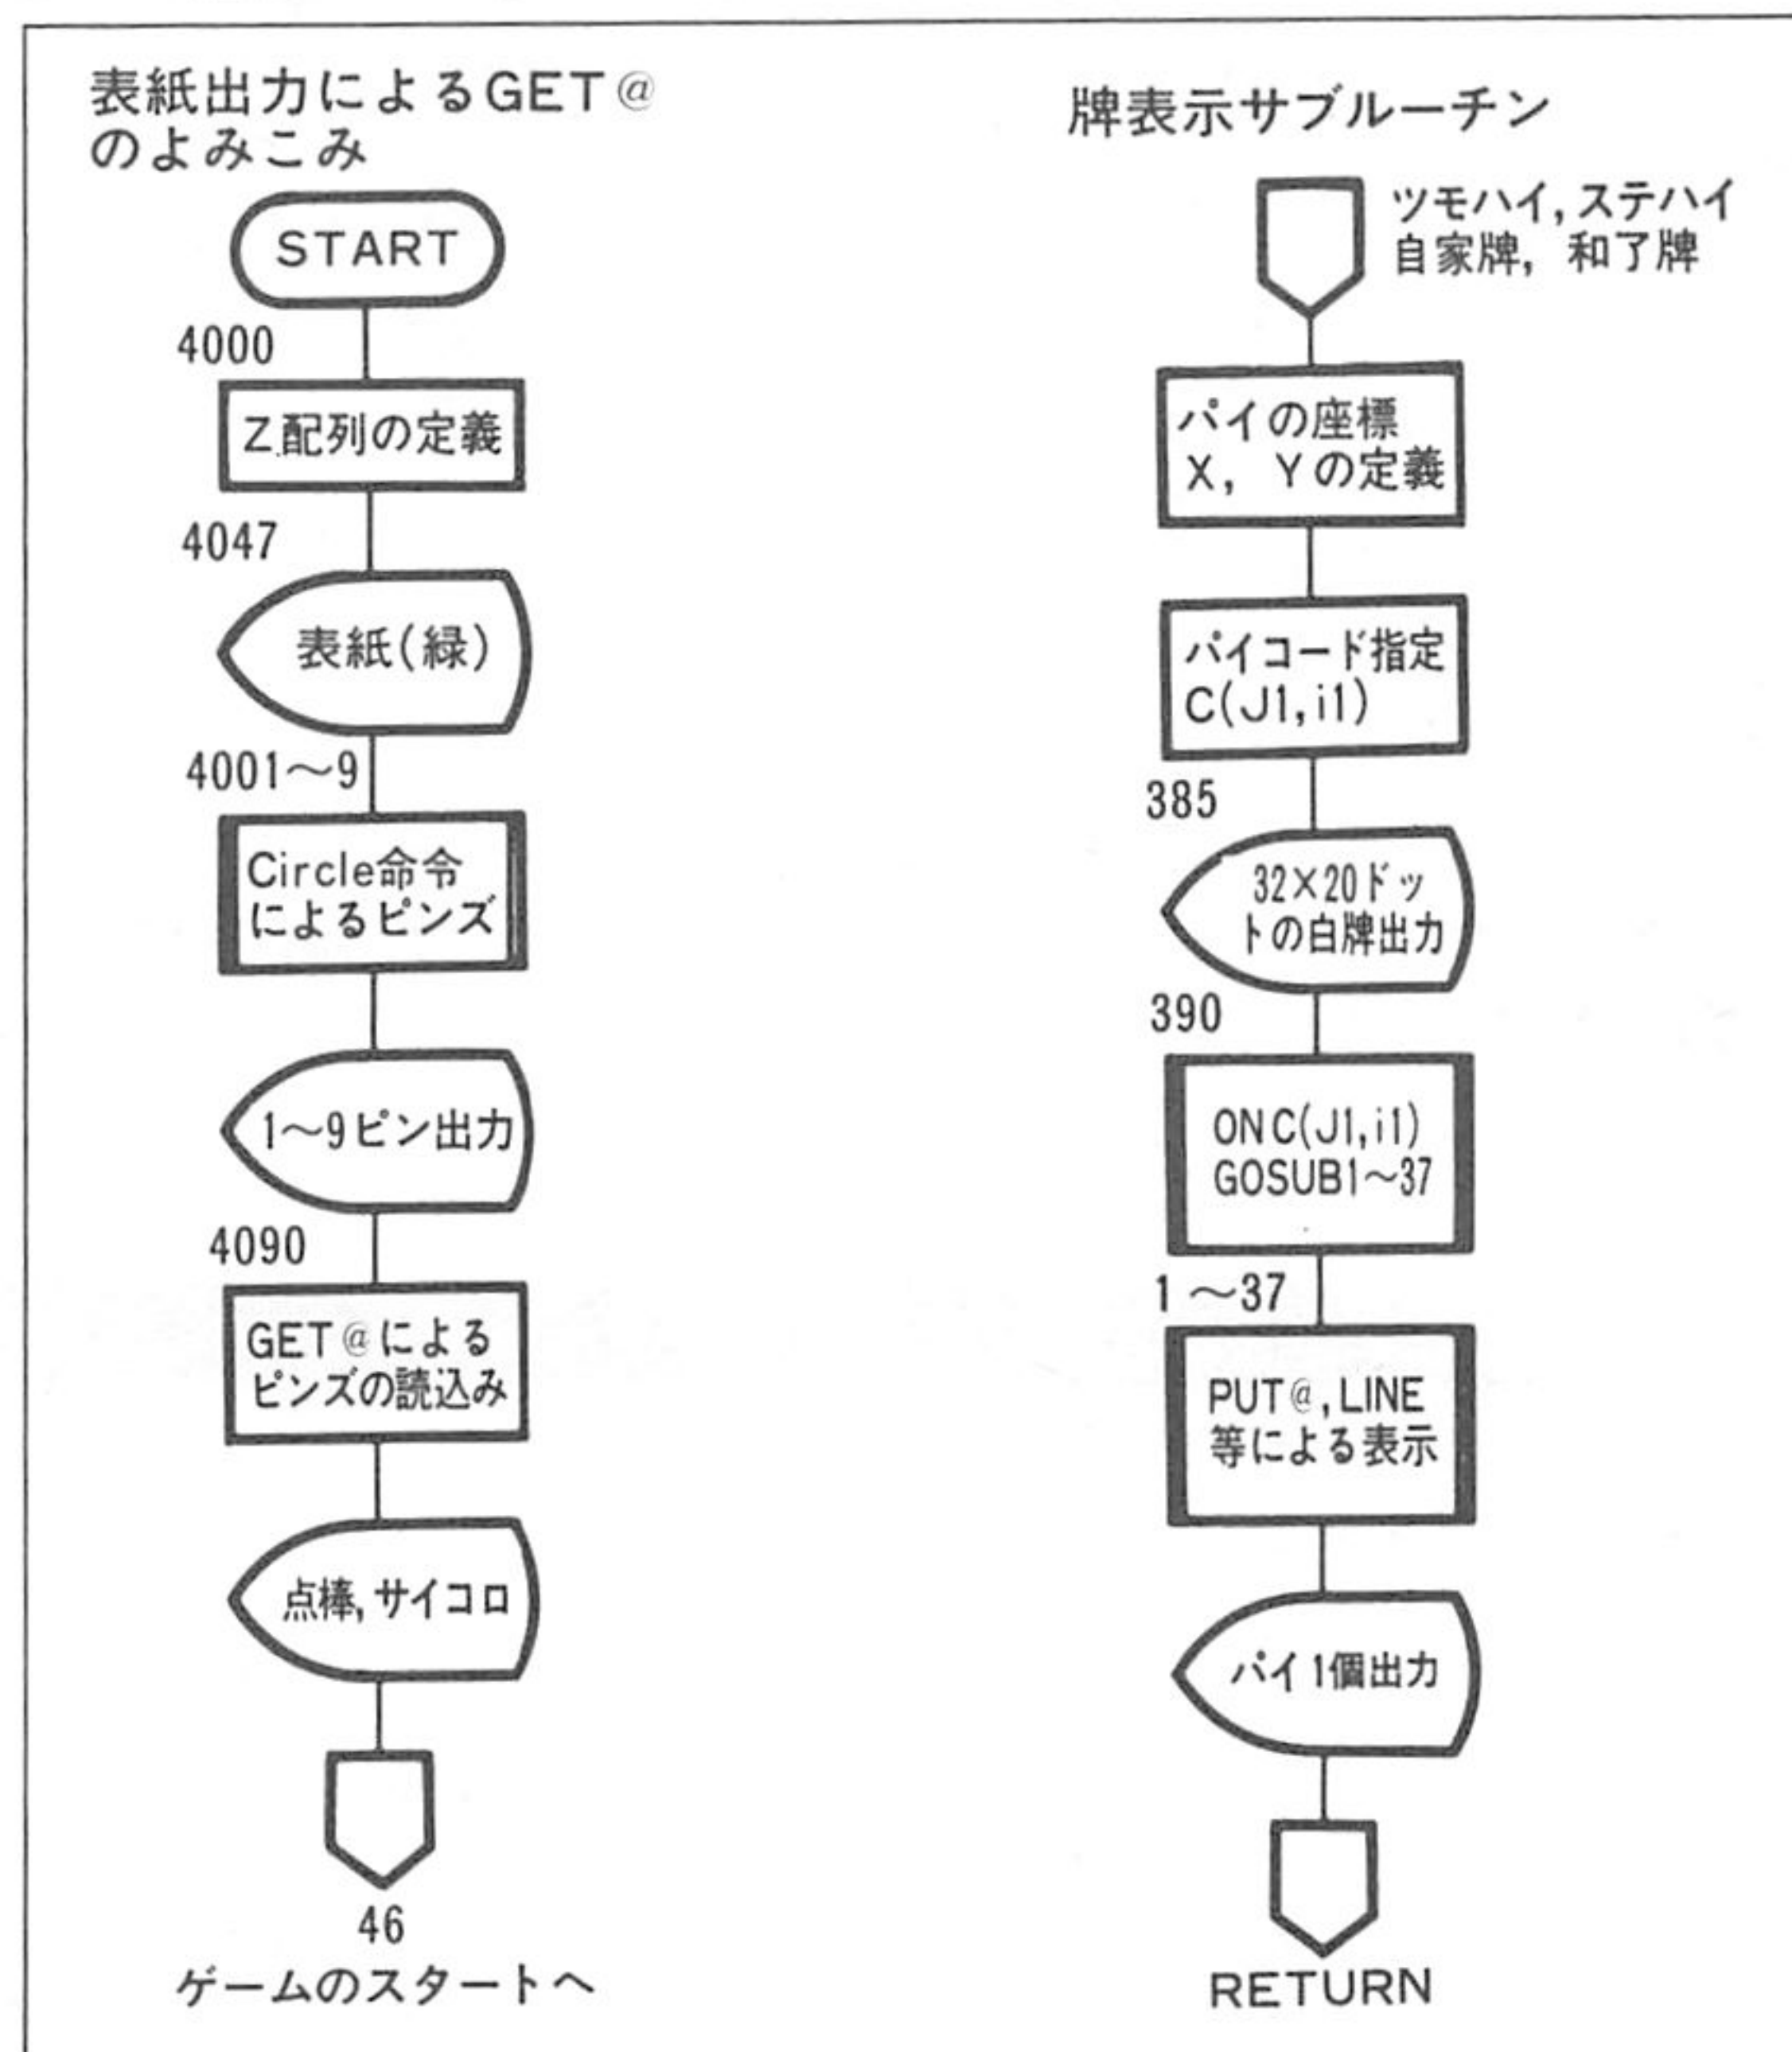 表紙出力によるGET@
のよみこみ
START
4000
Z配列の定義
4047
表紙(緑)
4001〜9
Circle命令
によるピンズ
1〜9ピン出力
4090
GET@による
ピンズの読込み
点棒,サイコロ
46
ゲームのスタートへ
牌表示サブルーチン
ツモハイ,ステハイ
自家牌, 和了牌
パイの座標
X, Yの定義
パイコード指定
C(J1,i1)
385
32×20ドッ
トの白牌出力
390
ONC(J1,i1)
GOSUB1〜37
1〜37
PUT@,LINE
等による表示
パイ1個出力
RETURN